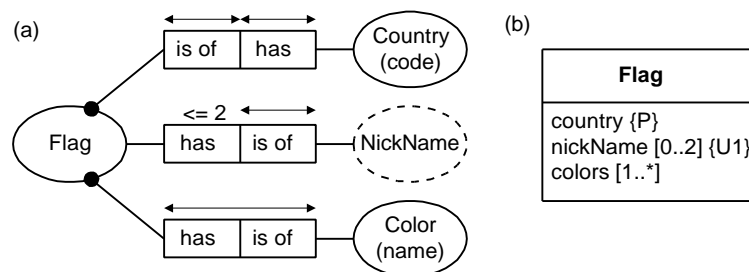 (a)
is of has
Country
(code)
<= 2
Flag
has is of
NickName
has is of
Color
(name)
(b)
Flag
country {P}
nickName [0..2] {U1}
colors [1..*]